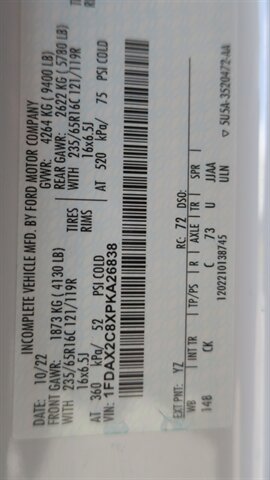 INCOMPLETE VEHICLE MFD. BY FORD MOTOR COMPANY
DATE: 10/22 GVWR: 4264 KG ( 9400 LB)
FRONT GAWR: 1873 KG ( 4130 LB) REAR GAWR: 2622 KG ( 5780 LB)
WITH 235/65R16C 121/119R TIRES WITH 235/65R16C 121/119R
16x6.5J RIMS 16x6.5J
AT 360 kPa/ 52 PSI COLD AT 520 kPa/ 75 PSI COLD
VIN: 1FDAX2C8XPKA26838
EXT PNT: YZ RC: 72 DSO:
WB INT TR TP/PS R AXLE TR SPR
148 CK C 73 U JJAA
ULN
1202210138745 ▽ 5U5A-3520472-AA